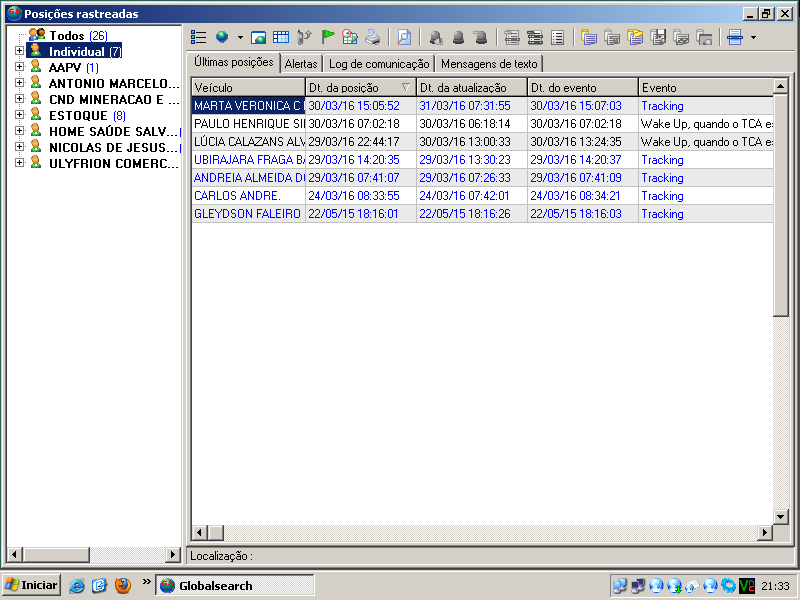 Posições rastreadas
Todos (26)
Individual (7)
AAPV (1)
ANTONIO MARCELO...
CND MINERACAO E ...
ESTOQUE (8)
HOME SAÚDE SALV...
NICOLAS DE JESUS...
ULYFRION COMERC...
Últimas posições Alertas Log de comunicação Mensagens de texto
Veículo Dt. da posição Dt. da atualização Dt. do evento Evento
MARTA VERONICA C 30/03/16 15:05:52 31/03/16 07:31:55 30/03/16 15:07:03 Tracking
PAULO HENRIQUE 30/03/16 07:02:18 30/03/16 06:18:14 30/03/16 07:02:18 Wake Up, quando o TCA
LÚCIA CALAZANS 29/03/16 22:44:17 30/03/16 13:00:33 30/03/16 13:24:35 Wake Up, quando o TCA
UBIRAJARA FRAGA 29/03/16 14:20:35 29/03/16 13:30:23 29/03/16 14:20:37 Tracking
ANDREIA ALMEIDA 29/03/16 07:41:07 29/03/16 07:26:33 29/03/16 07:41:09 Tracking
CARLOS ANDRE. 24/03/16 08:33:55 24/03/16 07:42:01 24/03/16 08:34:21 Tracking
GLEYDSON FALEIRO 22/05/15 18:16:01 22/05/15 18:16:26 22/05/15 18:16:03 Tracking
Localização :
Iniciar » Globalsearch 21:33